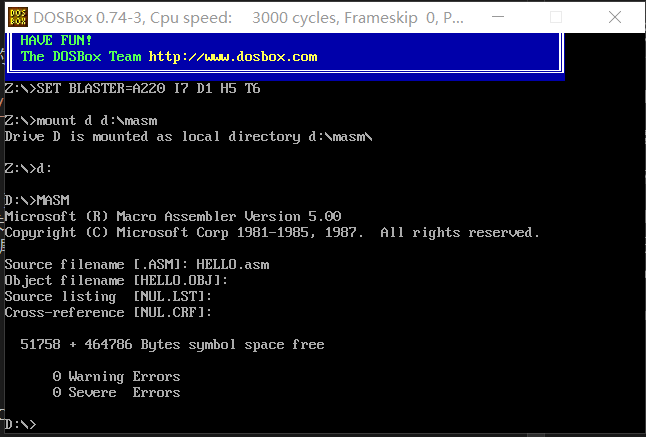 DOS BOX DOSBox 0.74-3, Cpu speed: 3000 cycles, Frameskip 0, P...
HAVE FUN!
The DOSBox Team http://www.dosbox.com
Z:\>SET BLASTER=A220 I7 D1 H5 T6
Z:\>mount d d:\masm
Drive D is mounted as local directory d:\masm\
Z:\>d:
D:\>MASM
Microsoft (R) Macro Assembler Version 5.00
Copyright (C) Microsoft Corp 1981-1985, 1987.  All rights reserved.
Source filename [.ASM]: HELLO.asm
Object filename [HELLO.OBJ]:
Source listing  [NUL.LST]:
Cross-reference [NUL.CRF]:
51758 + 464786 Bytes symbol space free
0 Warning Errors
0 Severe  Errors
D:\>